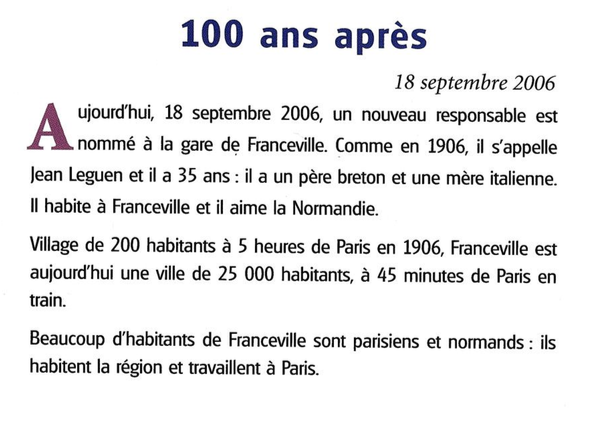 100 ans après
18 septembre 2006
Aujourd'hui, 18 septembre 2006, un nouveau responsable est
nommé à la gare de Franceville. Comme en 1906, il s'appelle
Jean Leguen et il a 35 ans : il a un père breton et une mère italienne.
Il habite à Franceville et il aime la Normandie.
Village de 200 habitants à 5 heures de Paris en 1906, Franceville est
aujourd'hui une ville de 25 000 habitants, à 45 minutes de Paris en
train.
Beaucoup d'habitants de Franceville sont parisiens et normands : ils
habitent la région et travaillent à Paris.